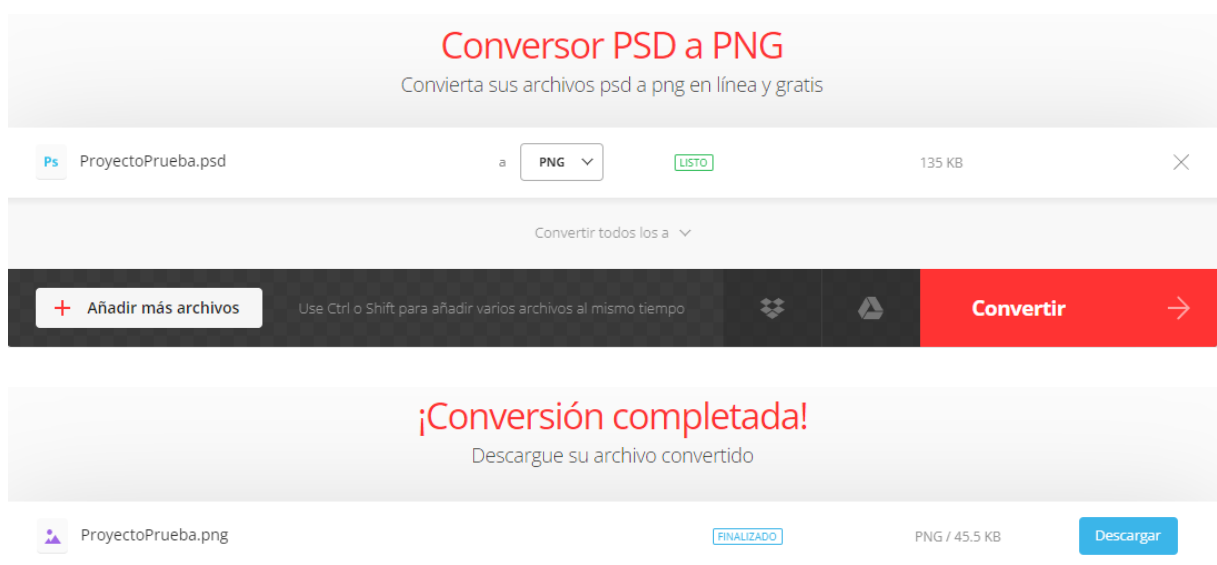 Conversor PSD a PNG
Convierta sus archivos psd a png en línea y gratis
Ps ProyectoPrueba.psd a PNG LISTO 135 KB
Convertir todos los a
+ Añadir más archivos Use Ctrl o Shift para añadir varios archivos al mismo tiempo Convertir
¡Conversión completada!
Descargue su archivo convertido
ProyectoPrueba.png FINALIZADO PNG / 45.5 KB Descargar